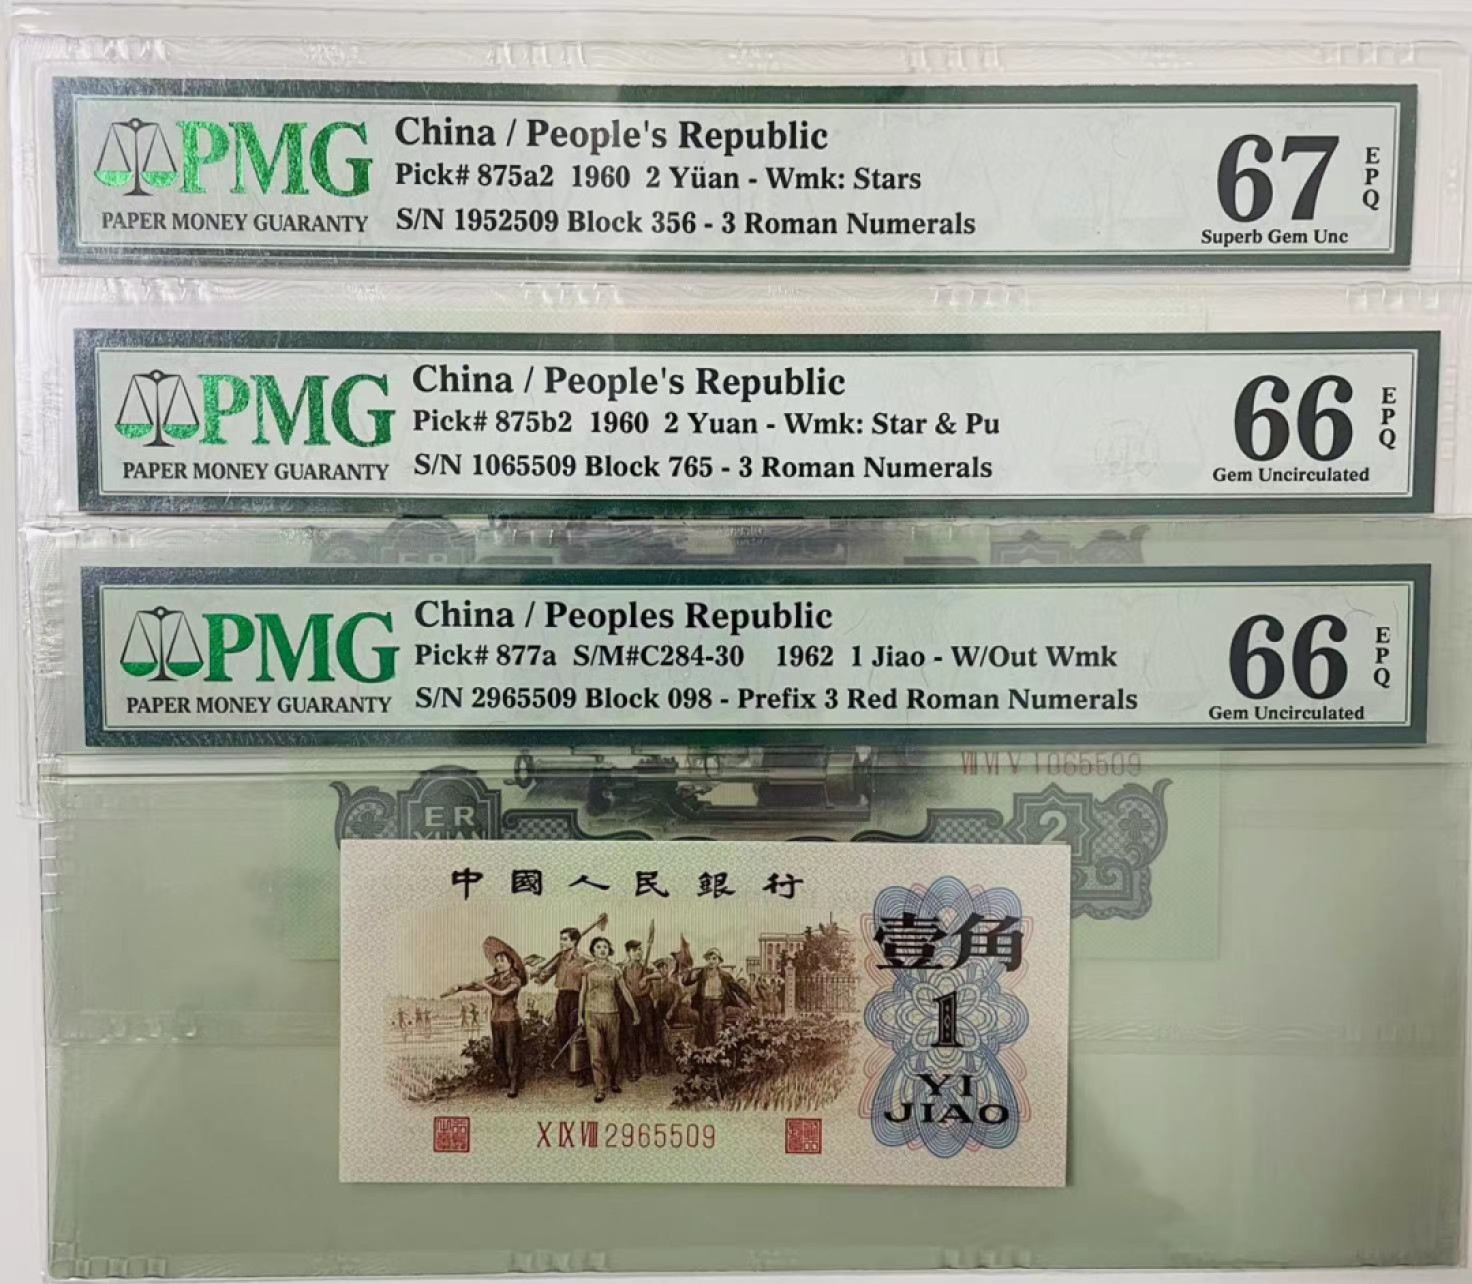 PMG
PAPER MONEY GUARANTY
China / People's Republic
Pick# 875a2 1960 2 Yüan - Wmk: Stars
S/N 1952509 Block 356 - 3 Roman Numerals
67
EPQ
Superb Gem Unc
PMG
PAPER MONEY GUARANTY
China / People's Republic
Pick# 875b2 1960 2 Yuan - Wmk: Star & Pu
S/N 1065509 Block 765 - 3 Roman Numerals
66
EPQ
Gem Uncirculated
PMG
PAPER MONEY GUARANTY
China / Peoples Republic
Pick# 877a S/M#C284-30 1962 1 Jiao - W/Out Wmk
S/N 2965509 Block 098 - Prefix 3 Red Roman Numerals
66
EPQ
Gem Uncirculated
VII VI V 1065509
ER
YUAN
2
中國人民銀行
壹角
1
YI
JIAO
X IX VIII 2965509